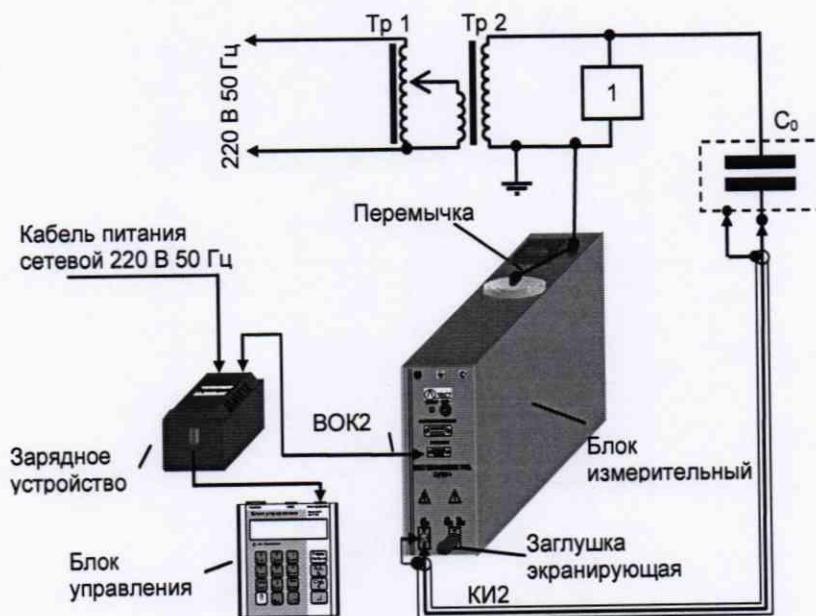 Тр 1
Тр 2
220 В 50 Гц
1
C₀
Перемычка
Кабель питания
сетевой 220 В 50 Гц
ВОК2
Блок
измерительный
Зарядное
устройство
Блок
управления
Заглушка
экранирующая
КИ2